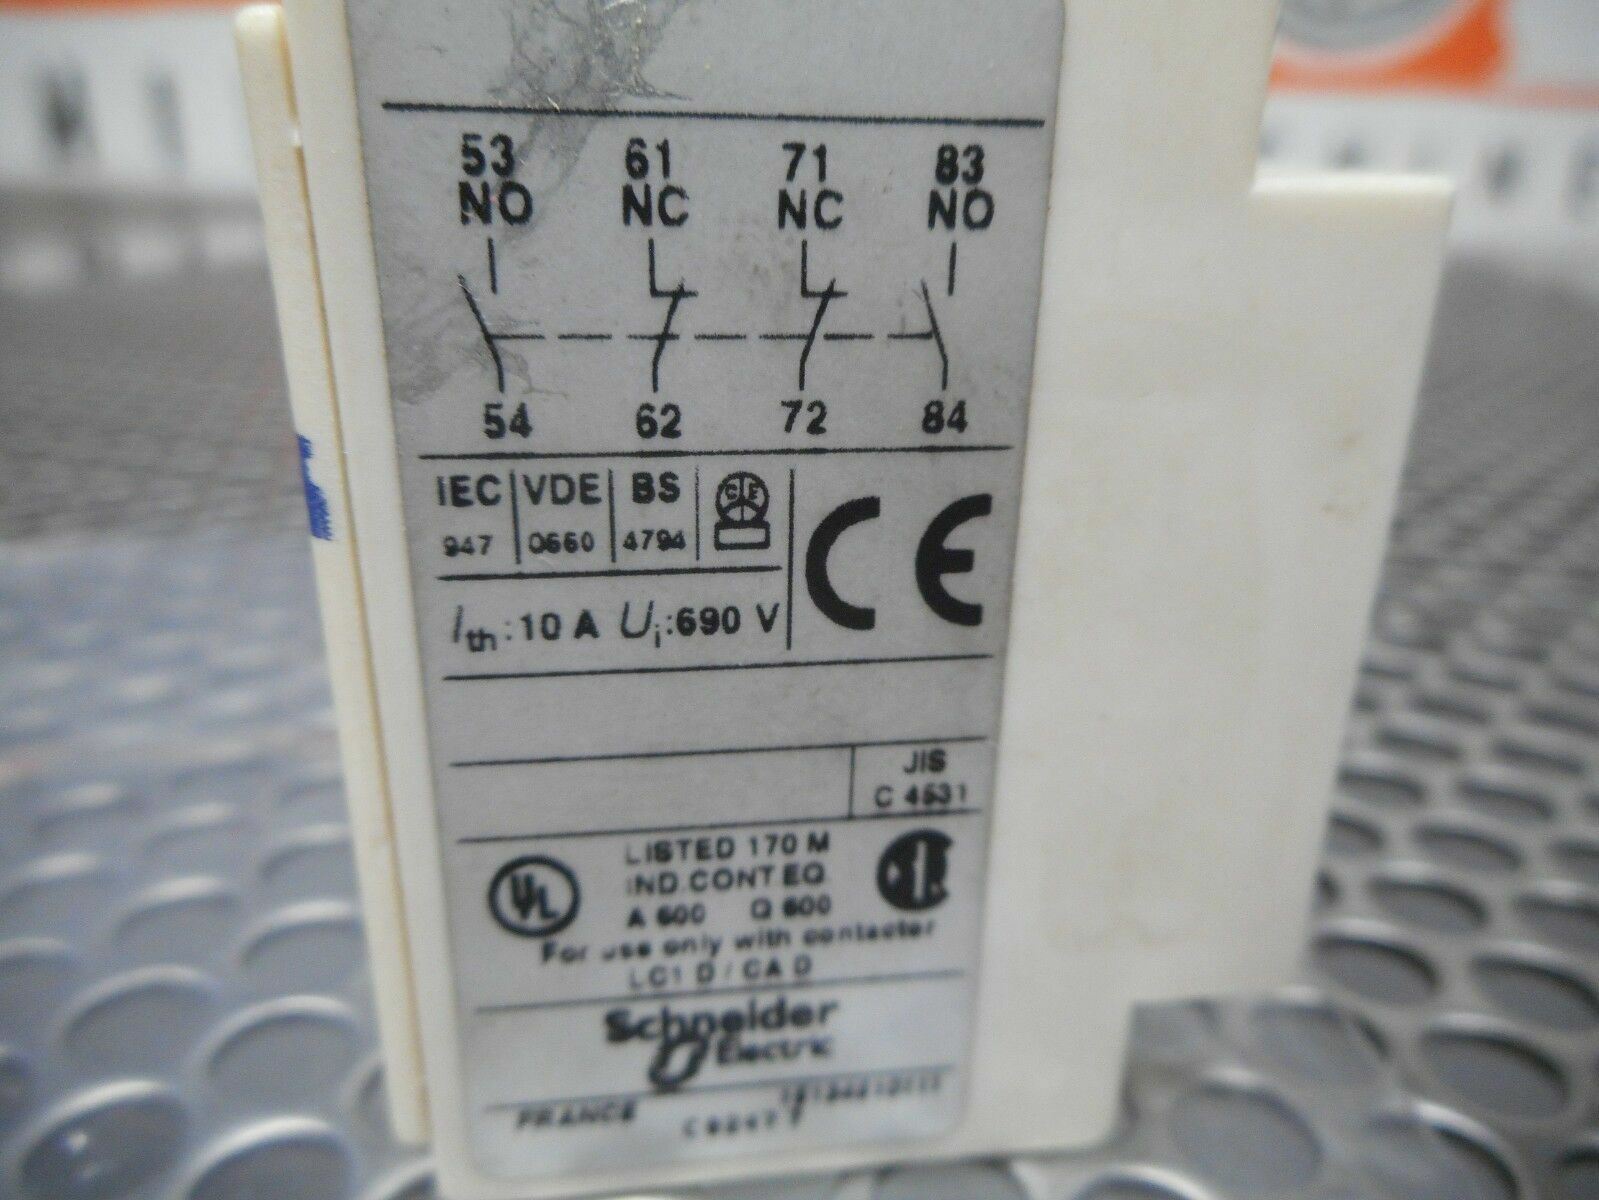 53 61 71 83
NO NC NC NO
54 62 72 84
IEC VDE BS CE
947 0660 4794
CE
Ith:10 A Ui:690 V
JIS
C 4531
UL
LISTED 170 M
IND.CONT.EQ.
A 600 Q 600
For use only with contactor
LC1 D / CA D
Schneider
Electric
FRANCE